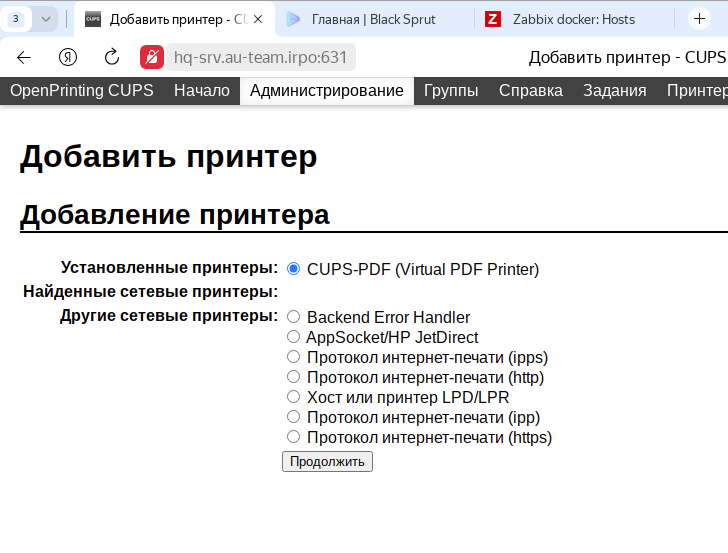 3 CUPS Добавить принтер - CU Главная | Black Sprut Z Zabbix docker: Hosts
Я hq-srv.au-team.irpo:631 Добавить принтер - CUPS
OpenPrinting CUPS Начало Администрирование Группы Справка Задания Принтер
Добавить принтер
Добавление принтера
Установленные принтеры: CUPS-PDF (Virtual PDF Printer)
Найденные сетевые принтеры:
Другие сетевые принтеры: Backend Error Handler
AppSocket/HP JetDirect
Протокол интернет-печати (ipps)
Протокол интернет-печати (http)
Хост или принтер LPD/LPR
Протокол интернет-печати (ipp)
Протокол интернет-печати (https)
Продолжить